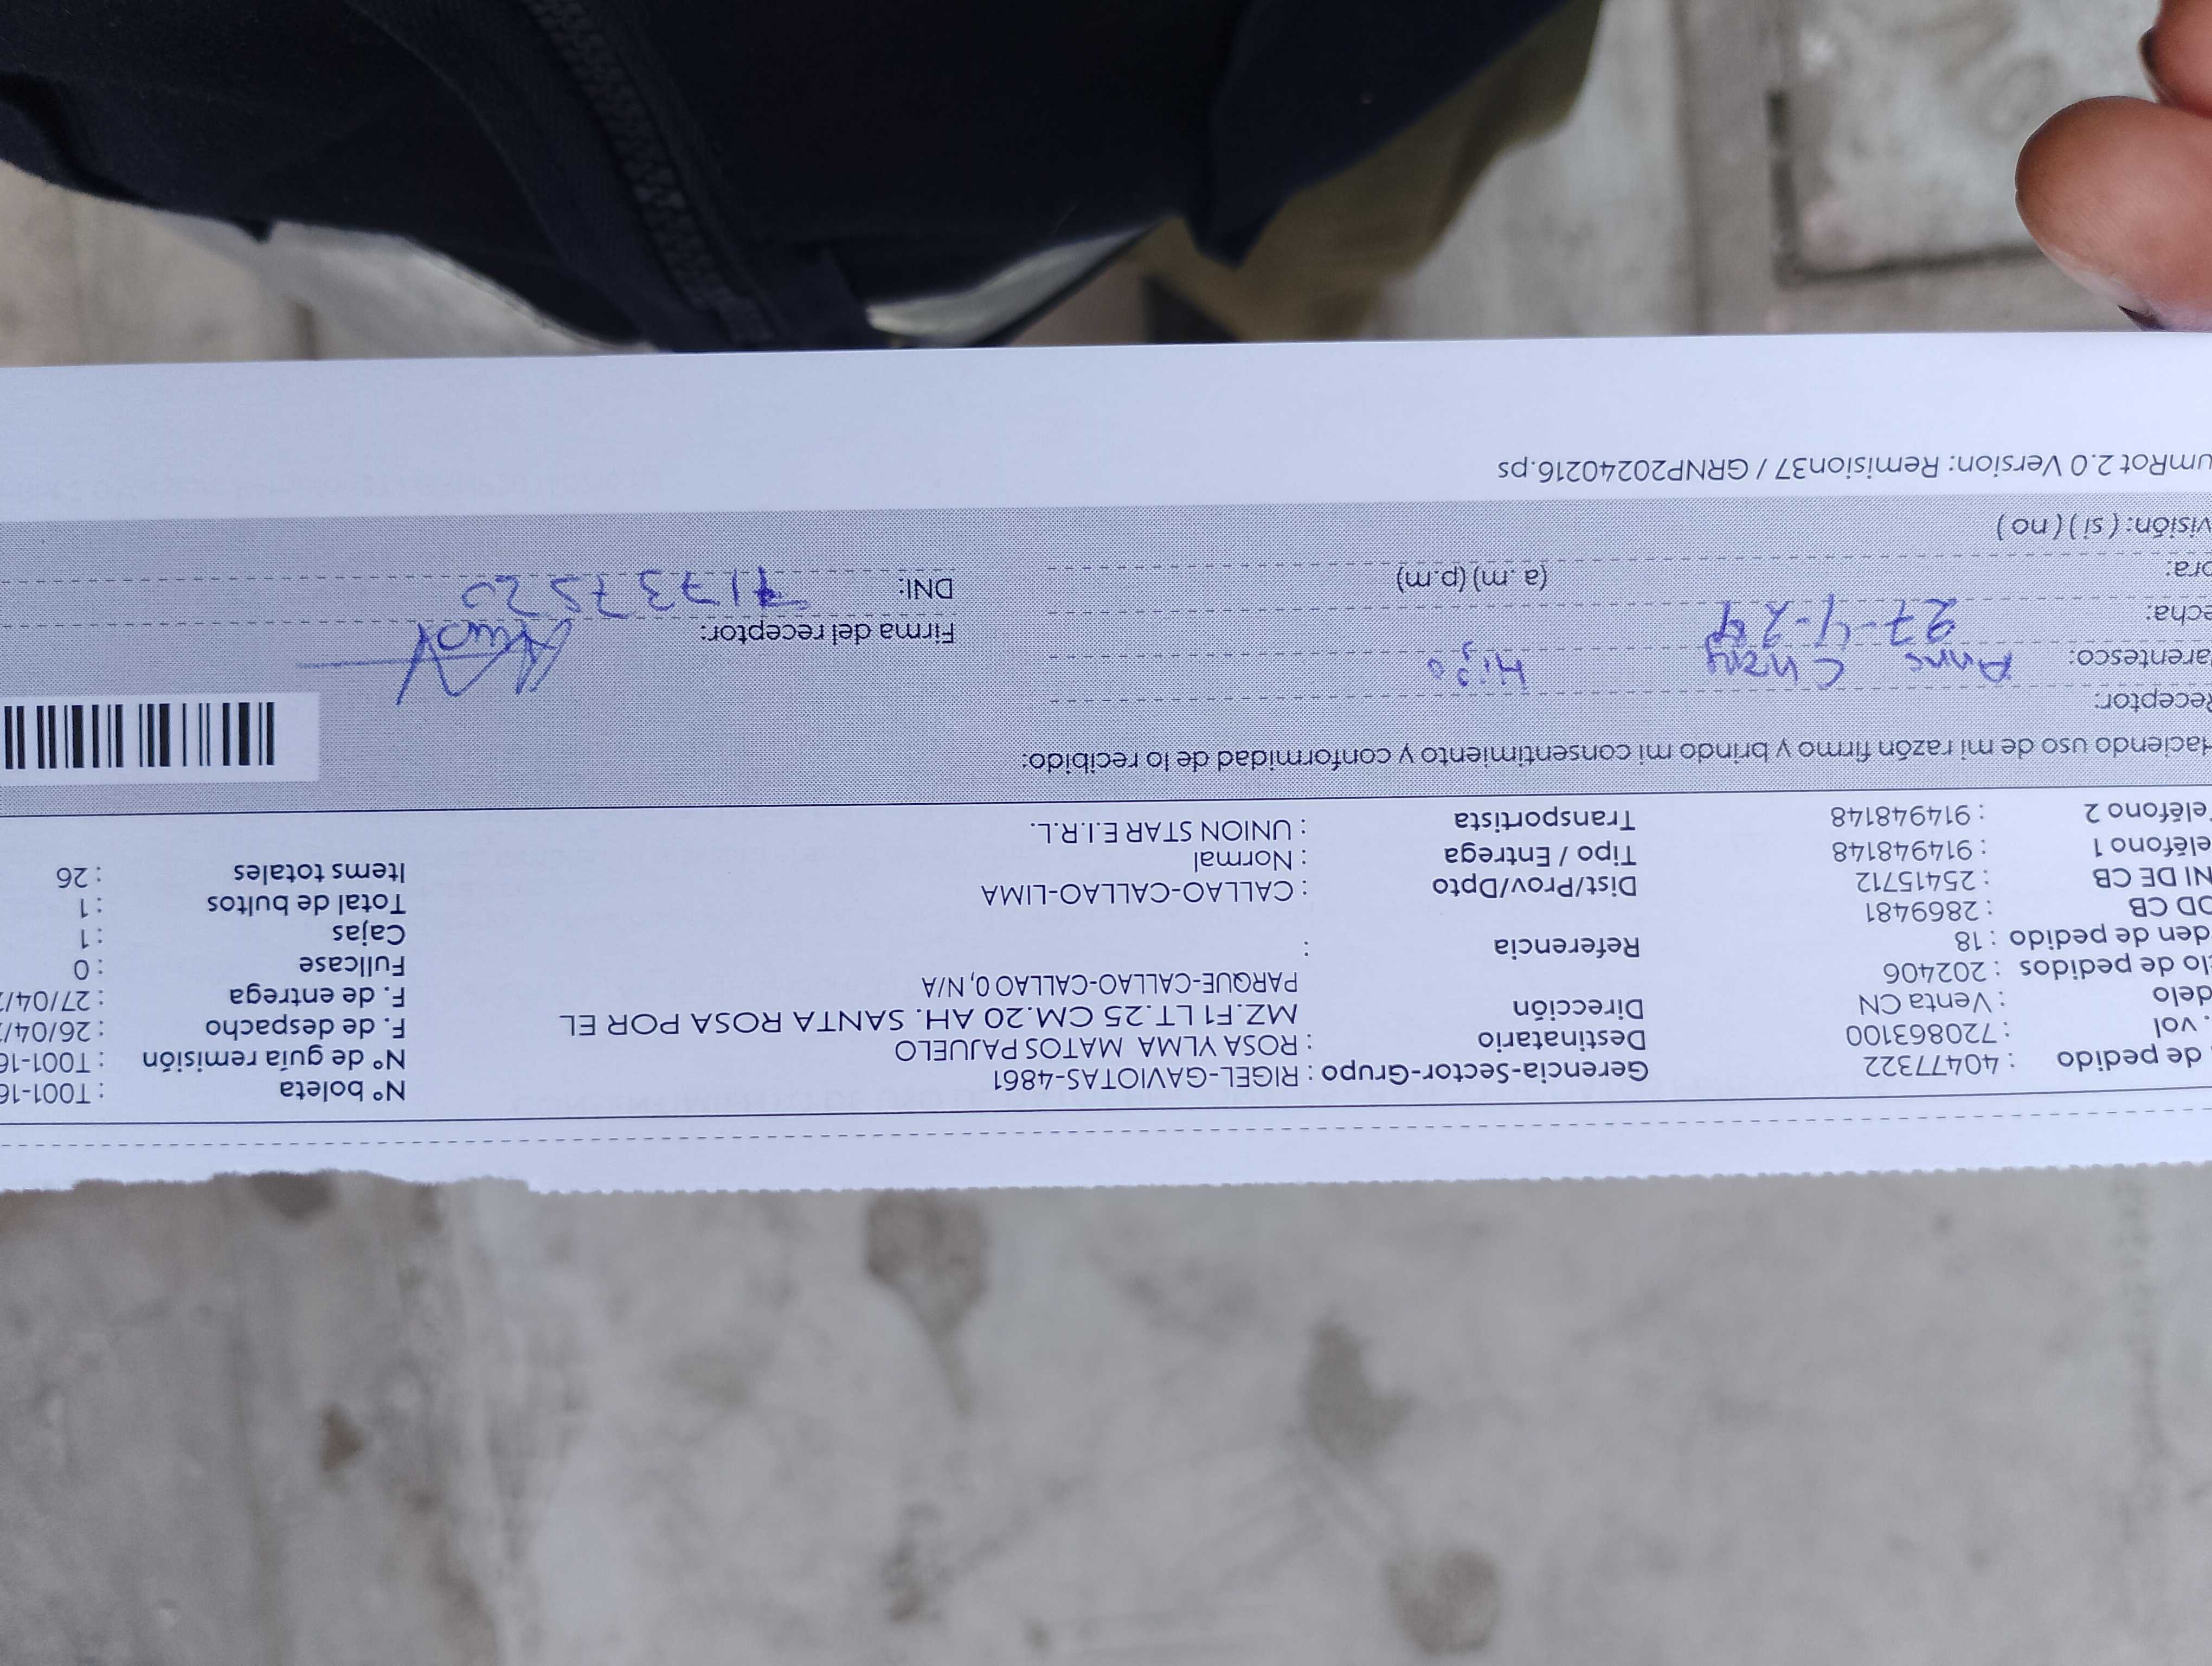 de pedido : 40477322 Gerencia-Sector-Grupo : RIGEL-GAVIOTAS-4861 N° boleta : T001-16
. vol : 720863100 Destinatario : ROSA YLMA MATOS PAJUELO N° de guía remisión : T001-16
delo : Venta CN Dirección MZ.F1 LT.25 CM.20 AH. SANTA ROSA POR EL F. de despacho : 26/04/
lo de pedidos : 202406 PARQUE-CALLAO-CALLAO 0, N/A F. de entrega : 27/04/
den de pedido : 18 Referencia : Fullcase : 0
OD CB : 2869481 Cajas : 1
NI DE CB : 25415712 Dist/Prov/Dpto : CALLAO-CALLAO-LIMA Total de bultos : 1
eléfono 1 : 914948148 Tipo / Entrega : Normal Items totales : 26
eléfono 2 : 914948148 Transportista : UNION STAR E.I.R.L.
Haciendo uso de mi razón firmo y brindo mi consentimiento y conformidad de lo recibido:
Receptor:
arentesco: Chany Hijo
Firma del receptor:
echa: 27-4-24
ora: (a.m) (p.m) DNI: 71737520
visión: ( si ) ( no )
umRot 2.0 Version: Remision37 / GRNP20240216.ps